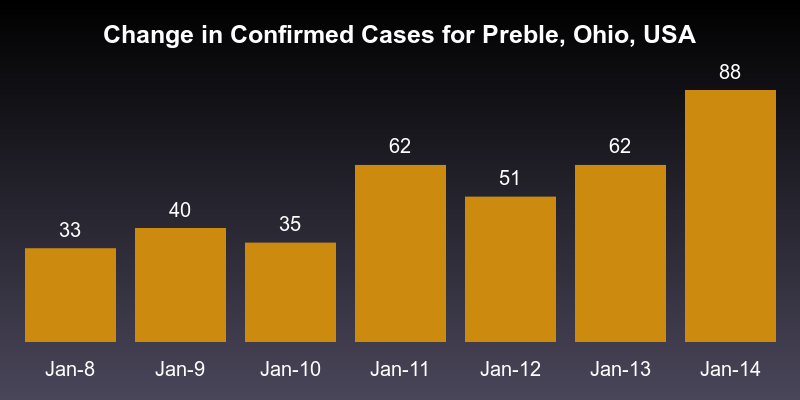 Change in Confirmed Cases for Preble, Ohio, USA
33
40
35
62
51
62
88
Jan-8
Jan-9
Jan-10
Jan-11
Jan-12
Jan-13
Jan-14